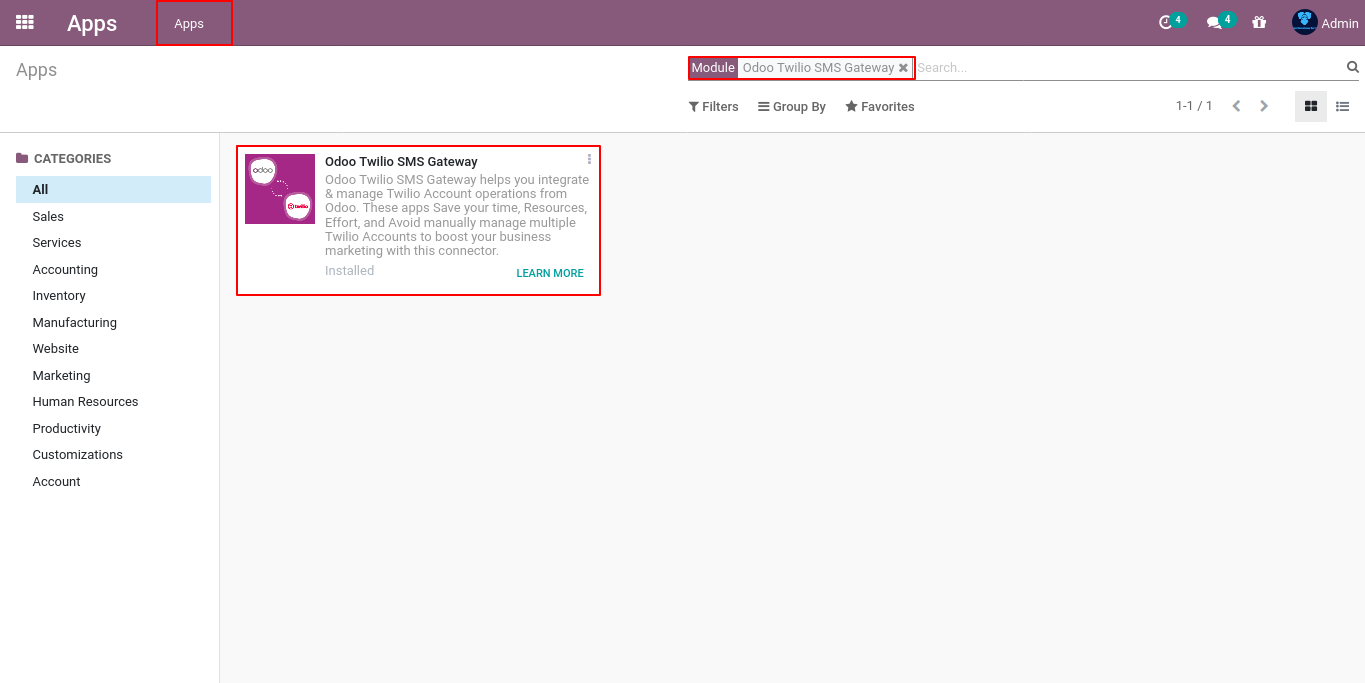 Apps
Apps
4
4
Admin
Apps
Module Odoo Twilio SMS Gateway Search...
Filters Group By Favorites
1-1 / 1
CATEGORIES
All
Sales
Services
Accounting
Inventory
Manufacturing
Website
Marketing
Human Resources
Productivity
Customizations
Account
odoo
twilio
Odoo Twilio SMS Gateway
Odoo Twilio SMS Gateway helps you integrate
& manage Twilio Account operations from
Odoo. These apps Save your time, Resources,
Effort, and Avoid manually manage multiple
Twilio Accounts to boost your business
marketing with this connector.
Installed
LEARN MORE